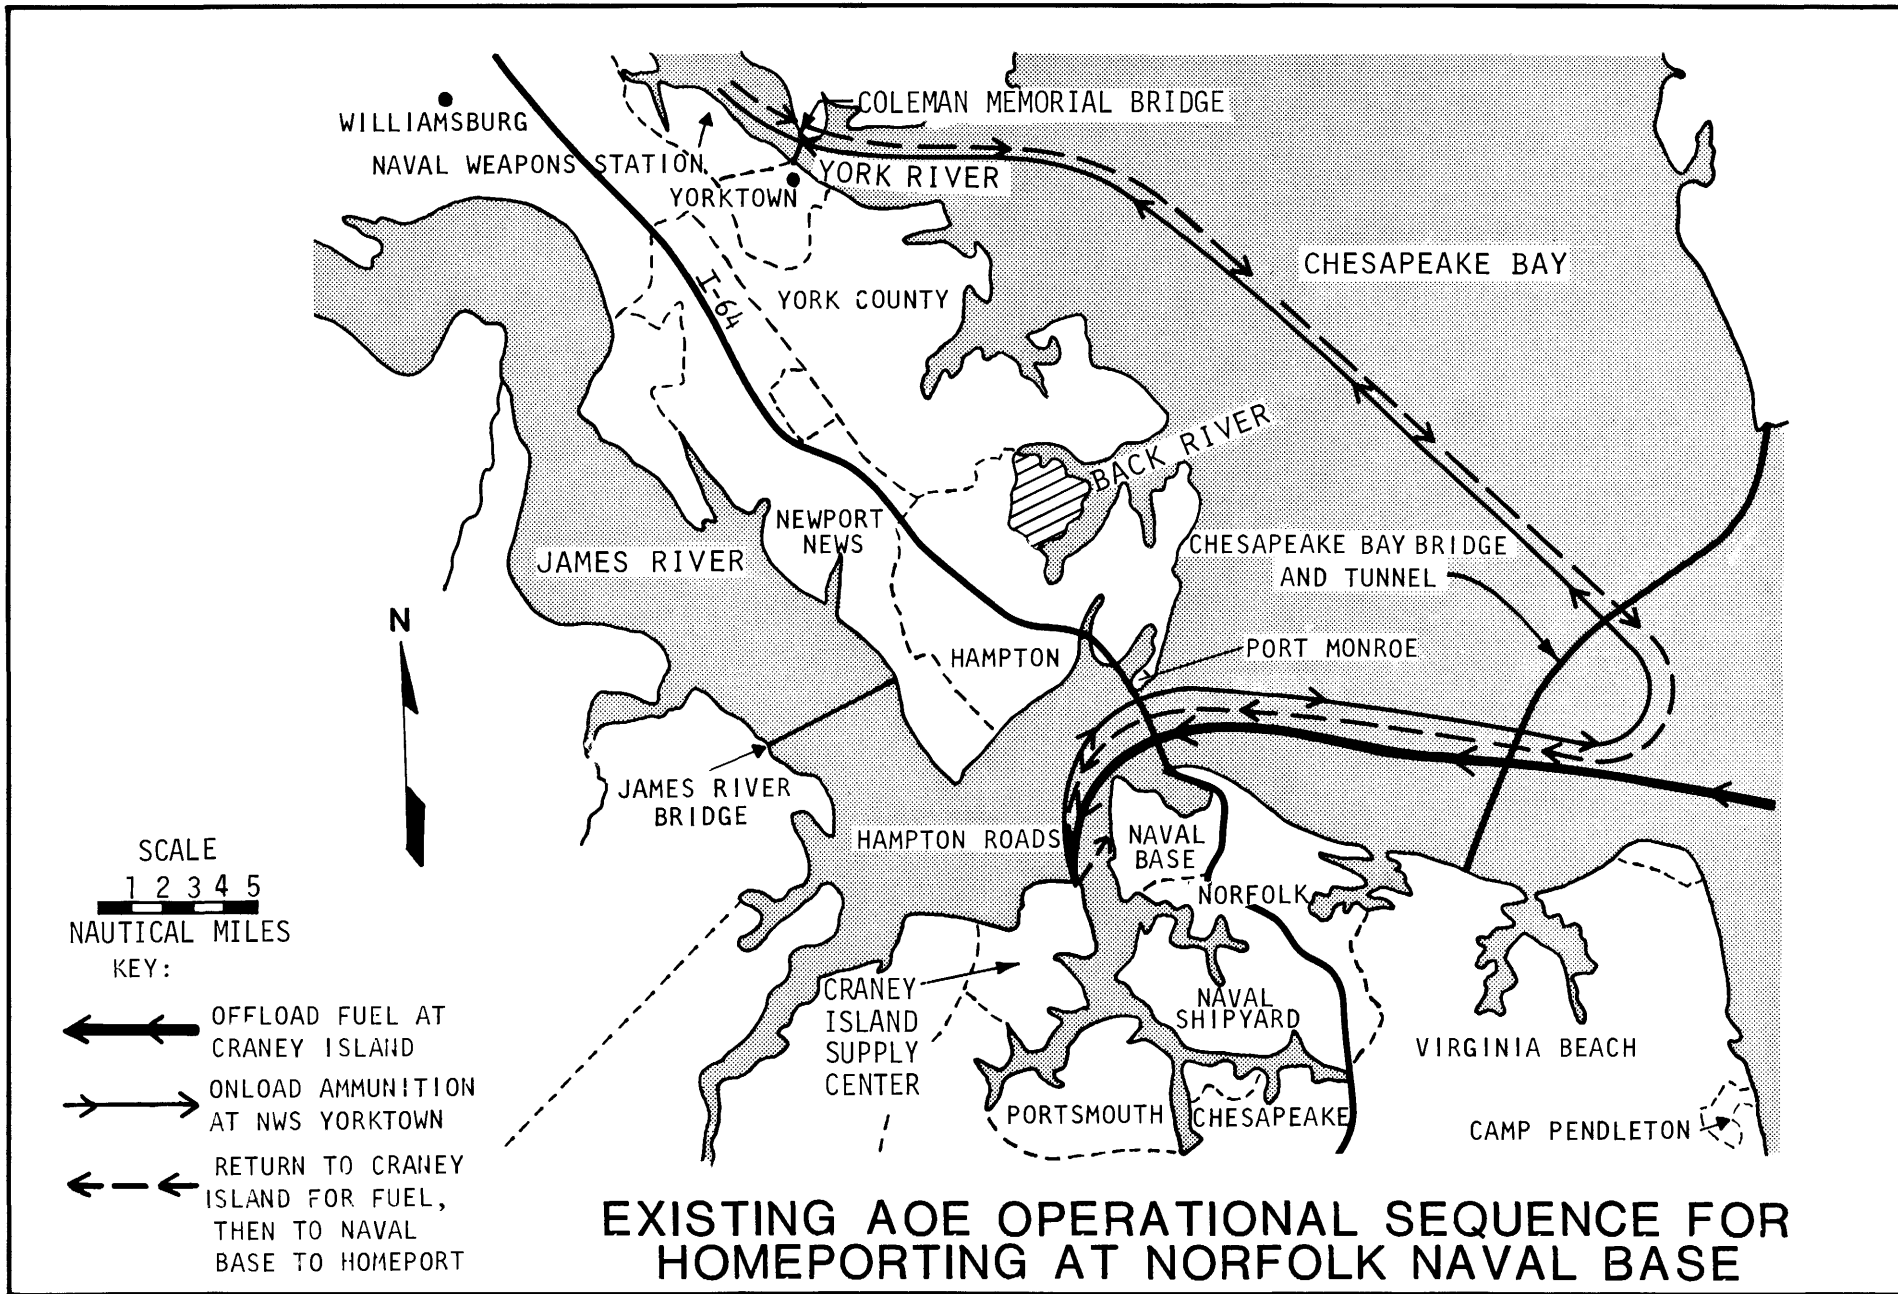 COLEMAN MEMORIAL BRIDGE
WILLIAMSBURG
NAVAL WEAPONS STATION
YORK RIVER
YORKTOWN
CHESAPEAKE BAY
I-64
YORK COUNTY
BACK RIVER
NEWPORT
NEWS
CHESAPEAKE BAY BRIDGE
AND TUNNEL
JAMES RIVER
N
HAMPTON
PORT MONROE
JAMES RIVER
BRIDGE
HAMPTON ROADS
NAVAL
BASE
NORFOLK
SCALE
1 2 3 4 5
NAUTICAL MILES
KEY:
OFFLOAD FUEL AT
CRANEY ISLAND
ONLOAD AMMUNITION
AT NWS YORKTOWN
RETURN TO CRANEY
ISLAND FOR FUEL,
THEN TO NAVAL
BASE TO HOMEPORT
CRANEY
ISLAND
SUPPLY
CENTER
NAVAL
SHIPYARD
VIRGINIA BEACH
PORTSMOUTH
CHESAPEAKE
CAMP PENDLETON
EXISTING AOE OPERATIONAL SEQUENCE FOR
HOMEPORTING AT NORFOLK NAVAL BASE